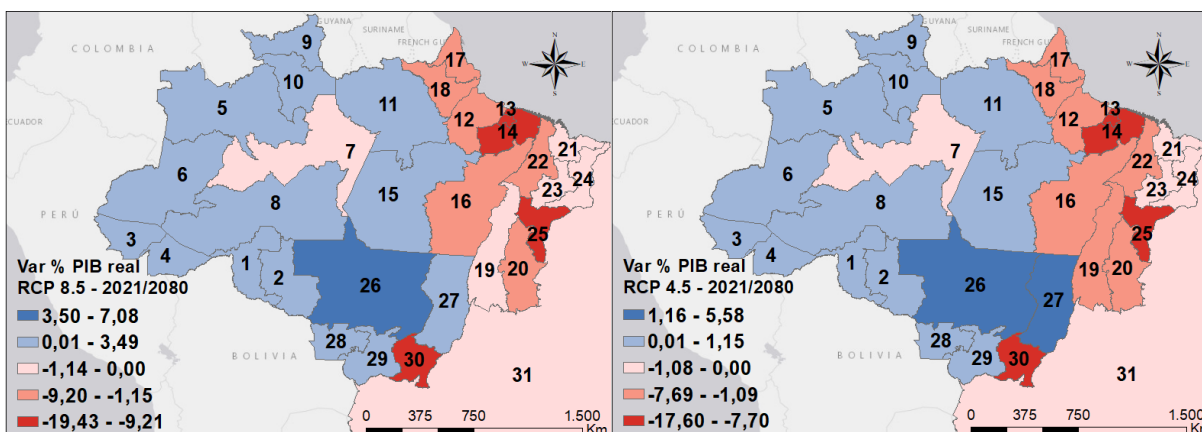 GUYANA
SURINAME
FRENCH GU
COLOMBIA
ECUADOR
PERÚ
BOLIVIA
N
W
E
S
9
10
5
11
17
18
13
12
14
7
21
22
24
23
6
8
15
16
25
3
4
1
2
19
20
26
27
28
29
30
31
Var % PIB real
RCP 8.5 - 2021/2080
3,50 - 7,08
0,01 - 3,49
-1,14 - 0,00
-9,20 - -1,15
-19,43 - -9,21
0 375 750 1.500
Km
GUYANA
SURINAME
FRENCH GU
COLOMBIA
ECUADOR
PERÚ
BOLIVIA
N
W
E
S
9
10
5
11
17
18
13
12
14
7
21
22
24
23
6
8
15
16
25
3
4
1
2
19
20
26
27
28
29
30
31
Var % PIB real
RCP 4.5 - 2021/2080
1,16 - 5,58
0,01 - 1,15
-1,08 - 0,00
-7,69 - -1,09
-17,60 - -7,70
0 375 750 1.500
Km